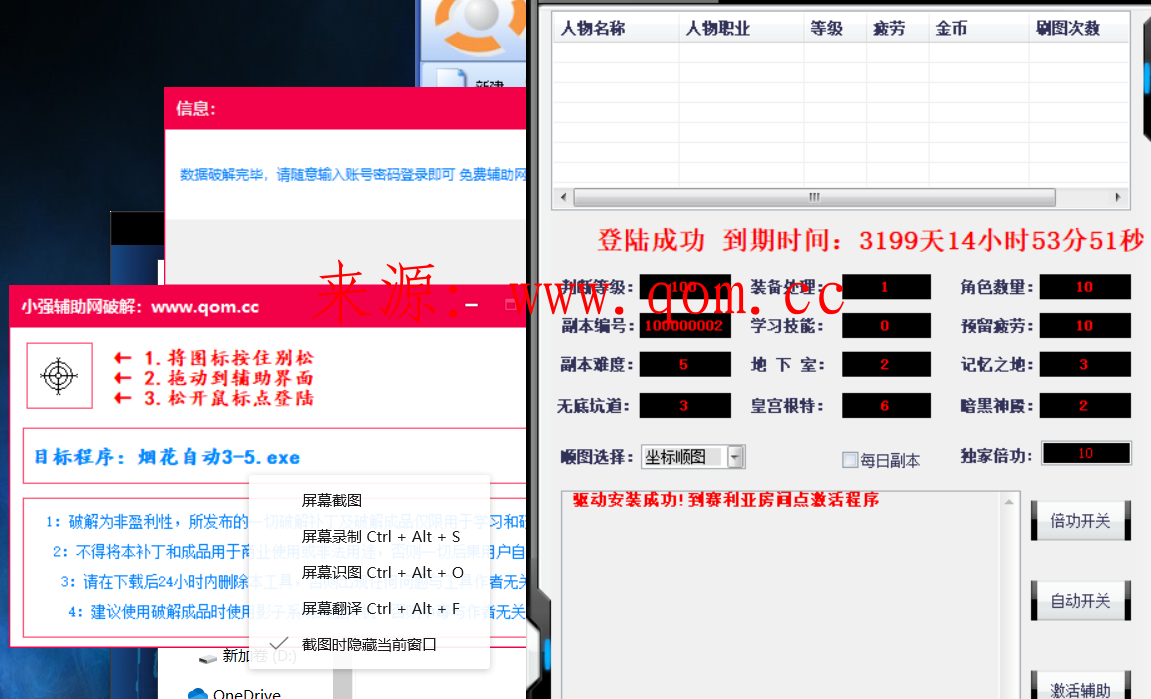 新建
信息:
数据破解完毕，请随意输入账号密码登录即可 免费辅助网
小强辅助网破解：www.qom.cc
← 1.将图标按住别松
← 2.拖动到辅助界面
← 3.松开鼠标点登陆
目标程序：烟花自动3-5.exe
1：破解为非盈利性，所发布的一切破解补丁及破解成品仅限用于学习和研
2：不得将本补丁和成品用于商业使用或非法用途，否则一切后果用户自
3：请在下载后24小时内删除本工具
作者无关
4：建议使用破解成品时使用影子系统
作者无关
屏幕截图
屏幕录制 Ctrl + Alt + S
屏幕识图 Ctrl + Alt + O
屏幕翻译 Ctrl + Alt + F
截图时隐藏当前窗口
新加卷 (D:)
OneDrive
来源：www.qom.cc
人物名称 人物职业 等级 疲劳 金币 刷图次数
登陆成功 到期时间：3199天14小时53分51秒
判断等级： 100 装备处理： 1 角色数里： 10
副本编号： 100000002 学习技能： 0 预留疲劳： 10
副本难度： 5 地 下 室： 2 记忆之地： 3
无底坑道： 3 皇宫根特： 6 暗黑神殿： 2
顺图选择： 坐标顺图 每日副本 独家倍功： 10
驱动安装成功!到赛利亚房间点激活程序
倍功开关
自动开关
激活辅助